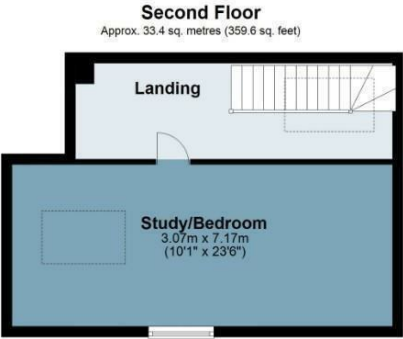 Second Floor
Approx. 33.4 sq. metres (359.6 sq. feet)
Landing
Study/Bedroom
3.07m x 7.17m
(10'1" x 23'6")